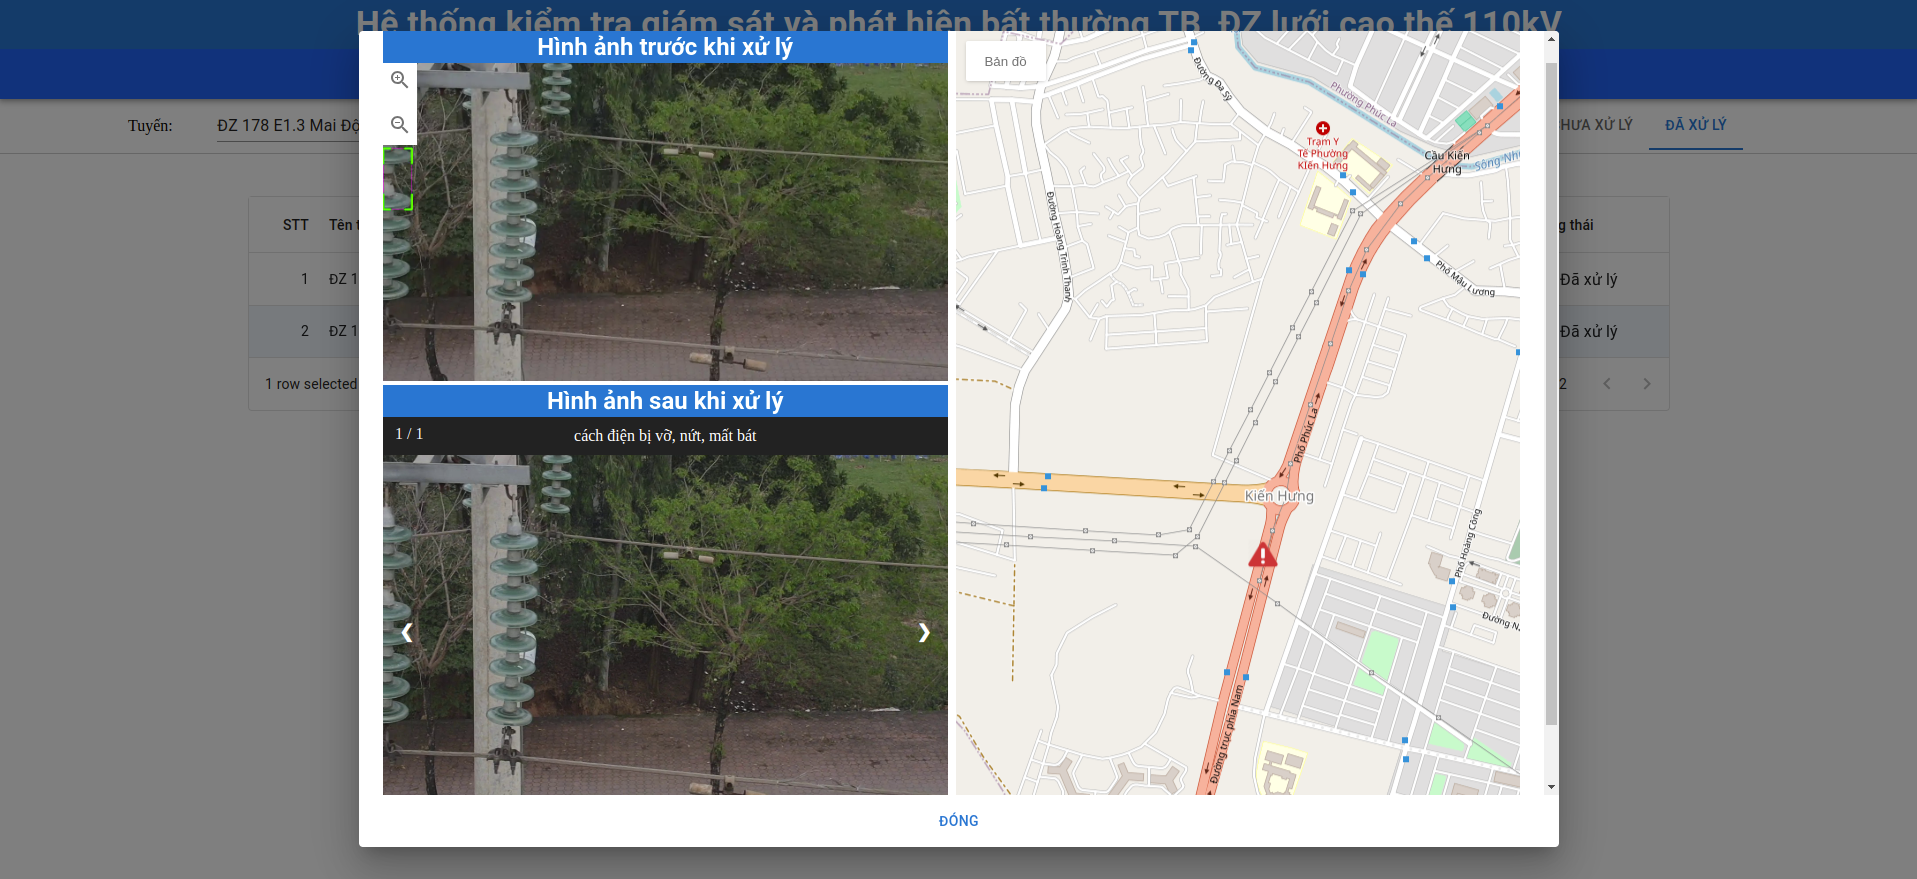 Hệ thống kiểm tra giám sát và phát hiện bất thường TB, ĐZ lưới cao thế 110kV
Tuyến:
ĐZ 178 E1.3 Mai Độ
HƯA XỬ LÝ
ĐÃ XỬ LÝ
STT
Tên t
g thái
1
ĐZ 1
Đã xử lý
2
ĐZ 1
Đã xử lý
1 row selected
2
Hình ảnh trước khi xử lý
Hình ảnh sau khi xử lý
1 / 1
cách điện bị vỡ, nứt, mất bát
Bản đồ
Đường Đa Sỹ
Phường Phúc La
Trạm Y
Tế Phường
Kiến Hưng
Cầu Kiến
Hưng
Sông Nhu
Đường Hoàng Trình Thanh
Phố Mậu Lương
Phố Phúc La
Kiến Hưng
Phố Hoàng Công
Đường N
Đường trục phía Nam
ĐÓNG